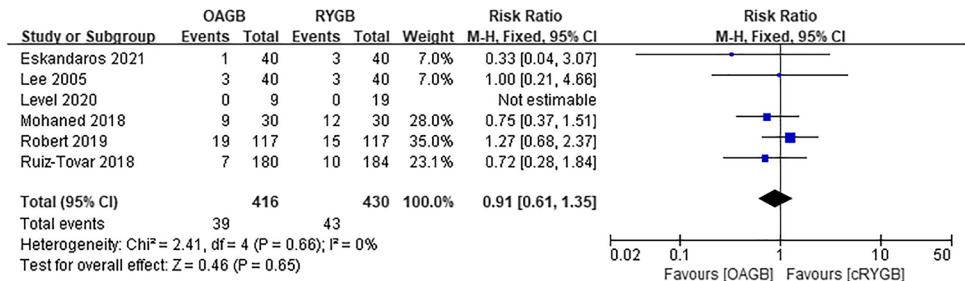 OAGB RYGB Risk Ratio Risk Ratio
Study or Subgroup Events Total Events Total Weight M-H, Fixed, 95% CI M-H, Fixed, 95% CI
Eskandaros 2021 1 40 3 40 7.0% 0.33 [0.04, 3.07]
Lee 2005 3 40 3 40 7.0% 1.00 [0.21, 4.66]
Level 2020 0 9 0 19 Not estimable
Mohaned 2018 9 30 12 30 28.0% 0.75 [0.37, 1.51]
Robert 2019 19 117 15 117 35.0% 1.27 [0.68, 2.37]
Ruiz-Tovar 2018 7 180 10 184 23.1% 0.72 [0.28, 1.84]
Total (95% CI) 416 430 100.0% 0.91 [0.61, 1.35]
Total events 39 43
Heterogeneity: Chi² = 2.41, df = 4 (P = 0.66); I² = 0%
Test for overall effect: Z = 0.46 (P = 0.65)
0.02 0.1 1 10 50
Favours [OAGB] Favours [cRYGB]